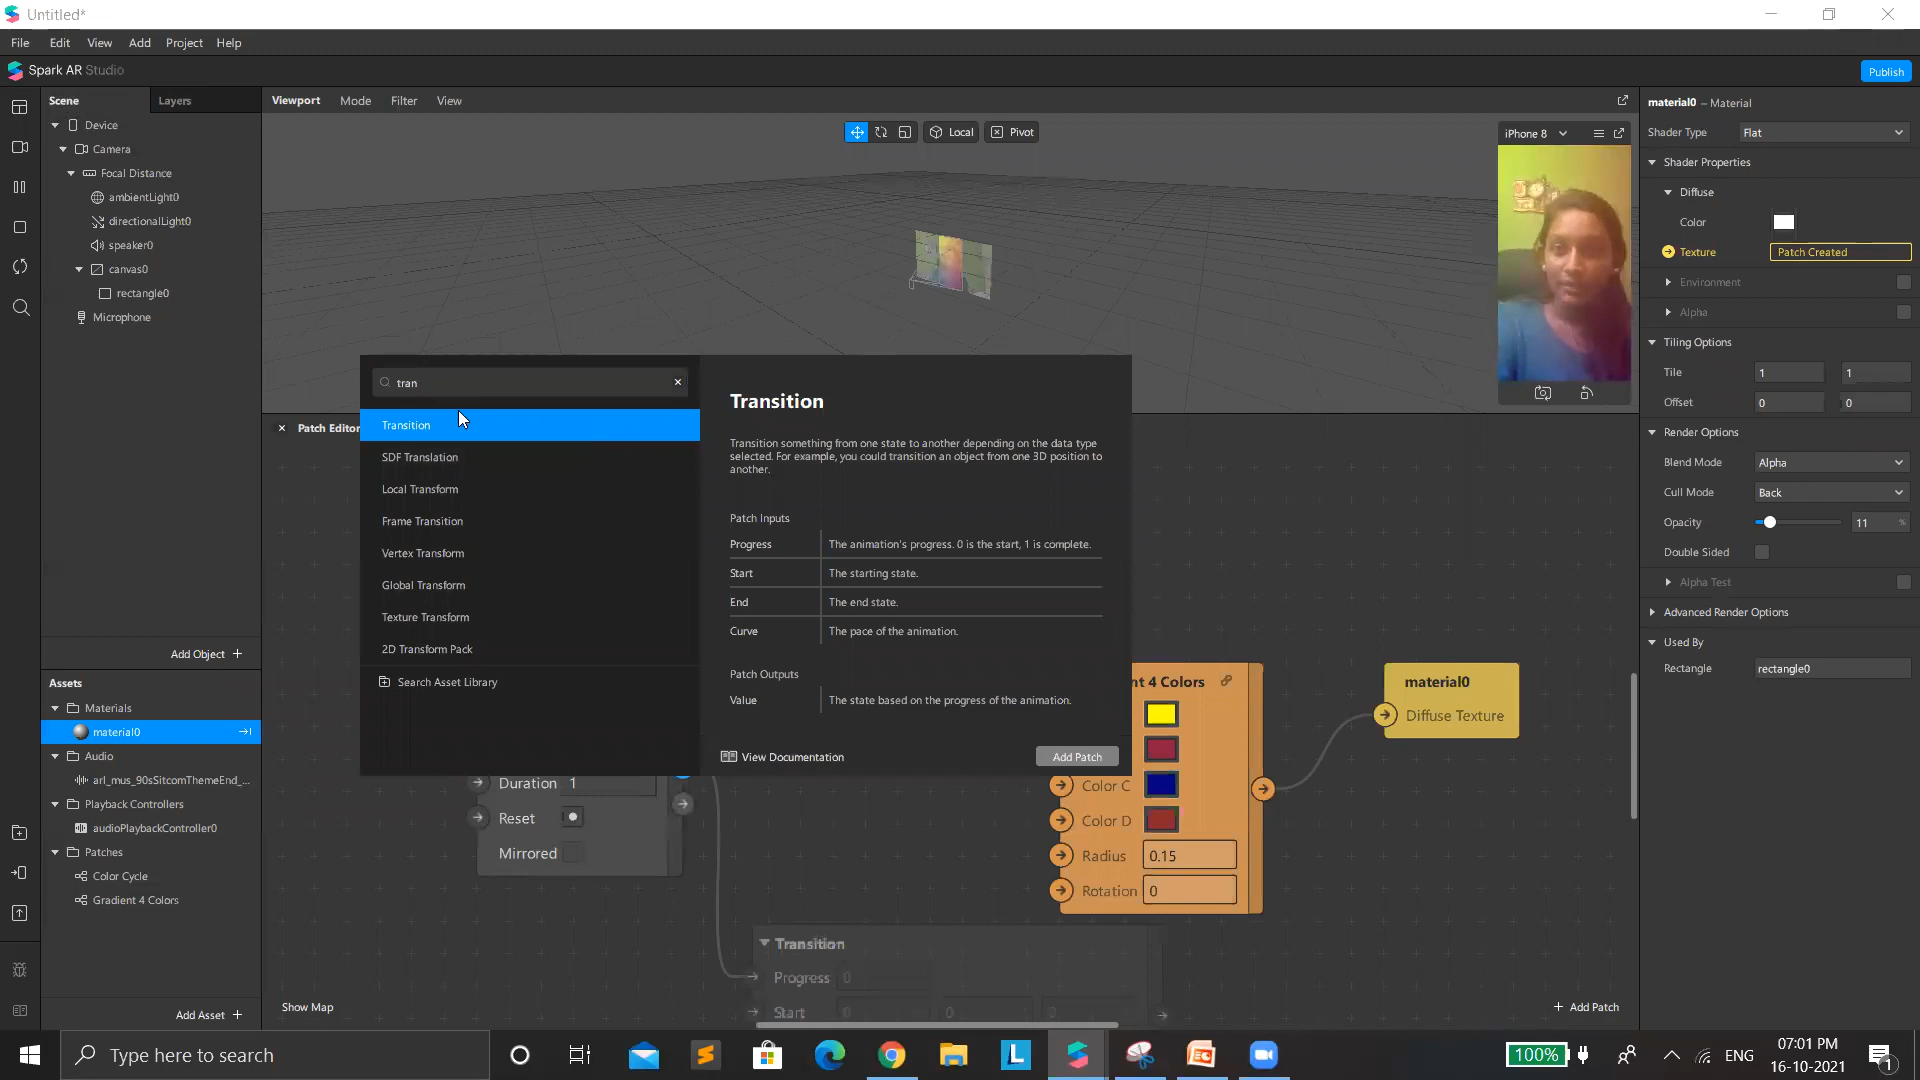 Untitled*
File Edit View Add Project Help
Spark AR Studio
Publish
Scene Layers
Viewport Mode Filter View
material0 – Material
Device
Local Pivot
iPhone 8
Shader Type Flat
Camera
Focal Distance
Shader Properties
ambientLight0
Diffuse
directionalLight0
Color
speaker0
Texture Patch Created
canvas0
Environment
rectangle0
Alpha
Microphone
Tiling Options
Tile 1 1
Offset 0 0
Render Options
Blend Mode Alpha
Cull Mode Back
Opacity 11 %
Double Sided
Alpha Test
Advanced Render Options
Used By
Rectangle rectangle0
tran
Transition
SDF Translation
Local Transform
Frame Transition
Vertex Transform
Global Transform
Texture Transform
2D Transform Pack
Search Asset Library
Transition
Transition something from one state to another depending on the data type
selected. For example, you could transition an object from one 3D position to
another.
Patch Inputs
Progress The animation's progress. 0 is the start, 1 is complete.
Start The starting state.
End The end state.
Curve The pace of the animation.
Patch Outputs
Value The state based on the progress of the animation.
View Documentation Add Patch
Patch Editor
nt 4 Colors
Color C
Color D
Radius 0.15
Rotation 0
material0
Diffuse Texture
Duration 1
Reset
Mirrored
Transition
Progress 0
Start 0 0 0
Show Map
Add Patch
Add Object +
Assets
Materials
material0
Audio
arl_mus_90sSitcomThemeEnd_...
Playback Controllers
audioPlaybackController0
Patches
Color Cycle
Gradient 4 Colors
Add Asset +
Type here to search
L
100%
ENG
07:01 PM
16-10-2021
1